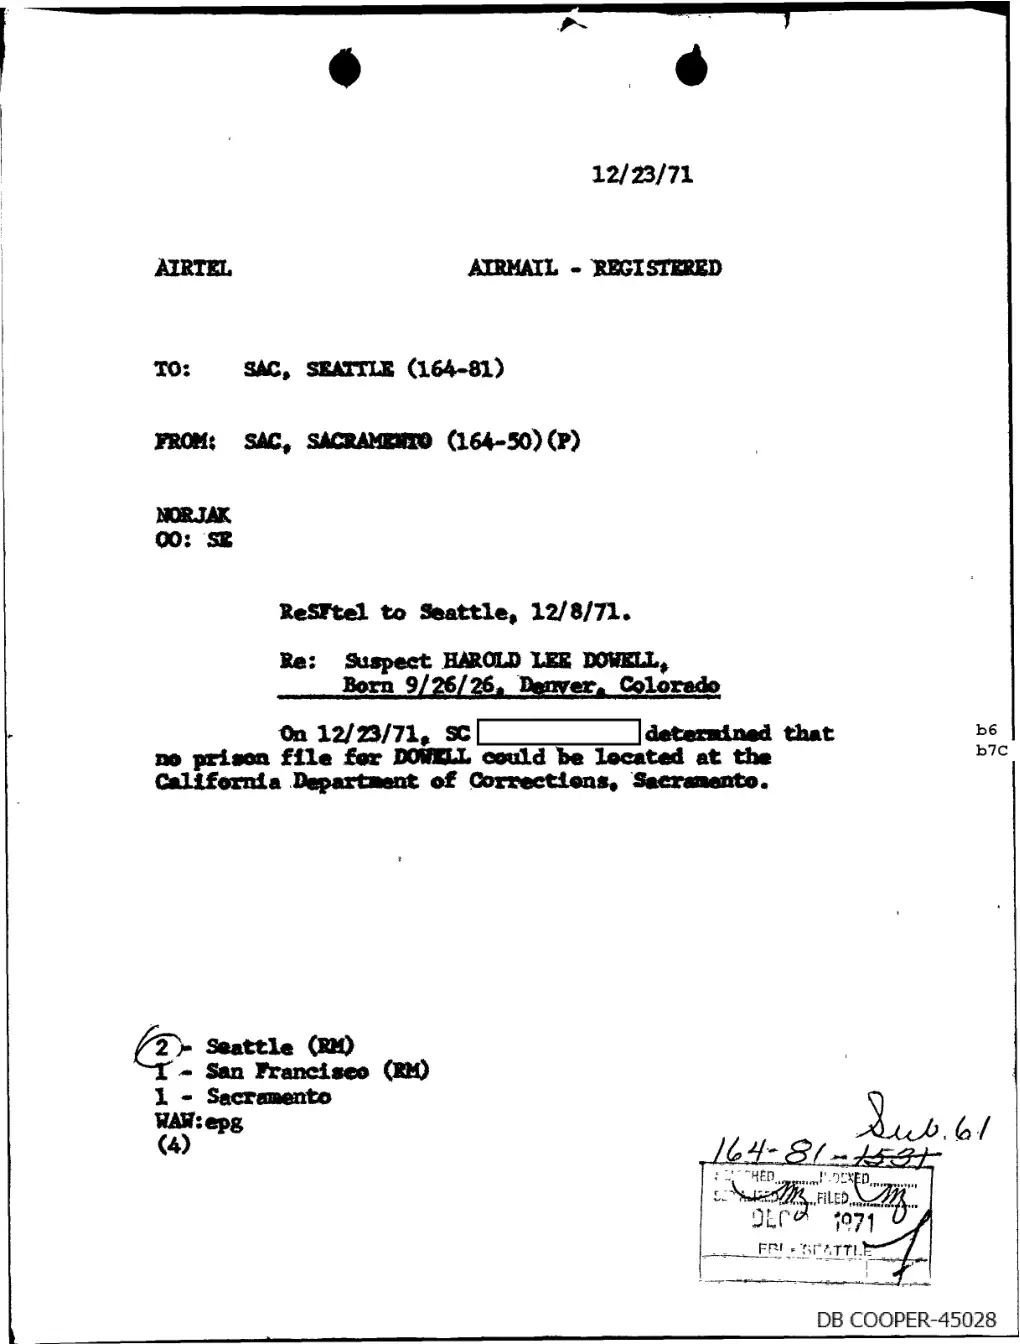 12/23/71
AIRTEL AIRMAIL - REGISTERED
TO: SAC, SEATTLE (164-81)
FROM: SAC, SACRAMENTO (164-50)(P)
NORJAK
OO: SE
ReSFtel to Seattle, 12/8/71.
Re: Suspect HAROLD LEE DOWELL,
Born 9/26/26, Denver, Colorado
On 12/23/71, SC determined that
b6
no prison file for DOWELL could be located at the
b7C
California Department of Corrections, Sacramento.
2 - Seattle (RM)
1 - San Francisco (RM)
1 - Sacramento
WAW:epg
(4)
Sub. 61
164-81-1531
INDEXED
FILED
1971
FBI - SEATTLE
DB COOPER-45028